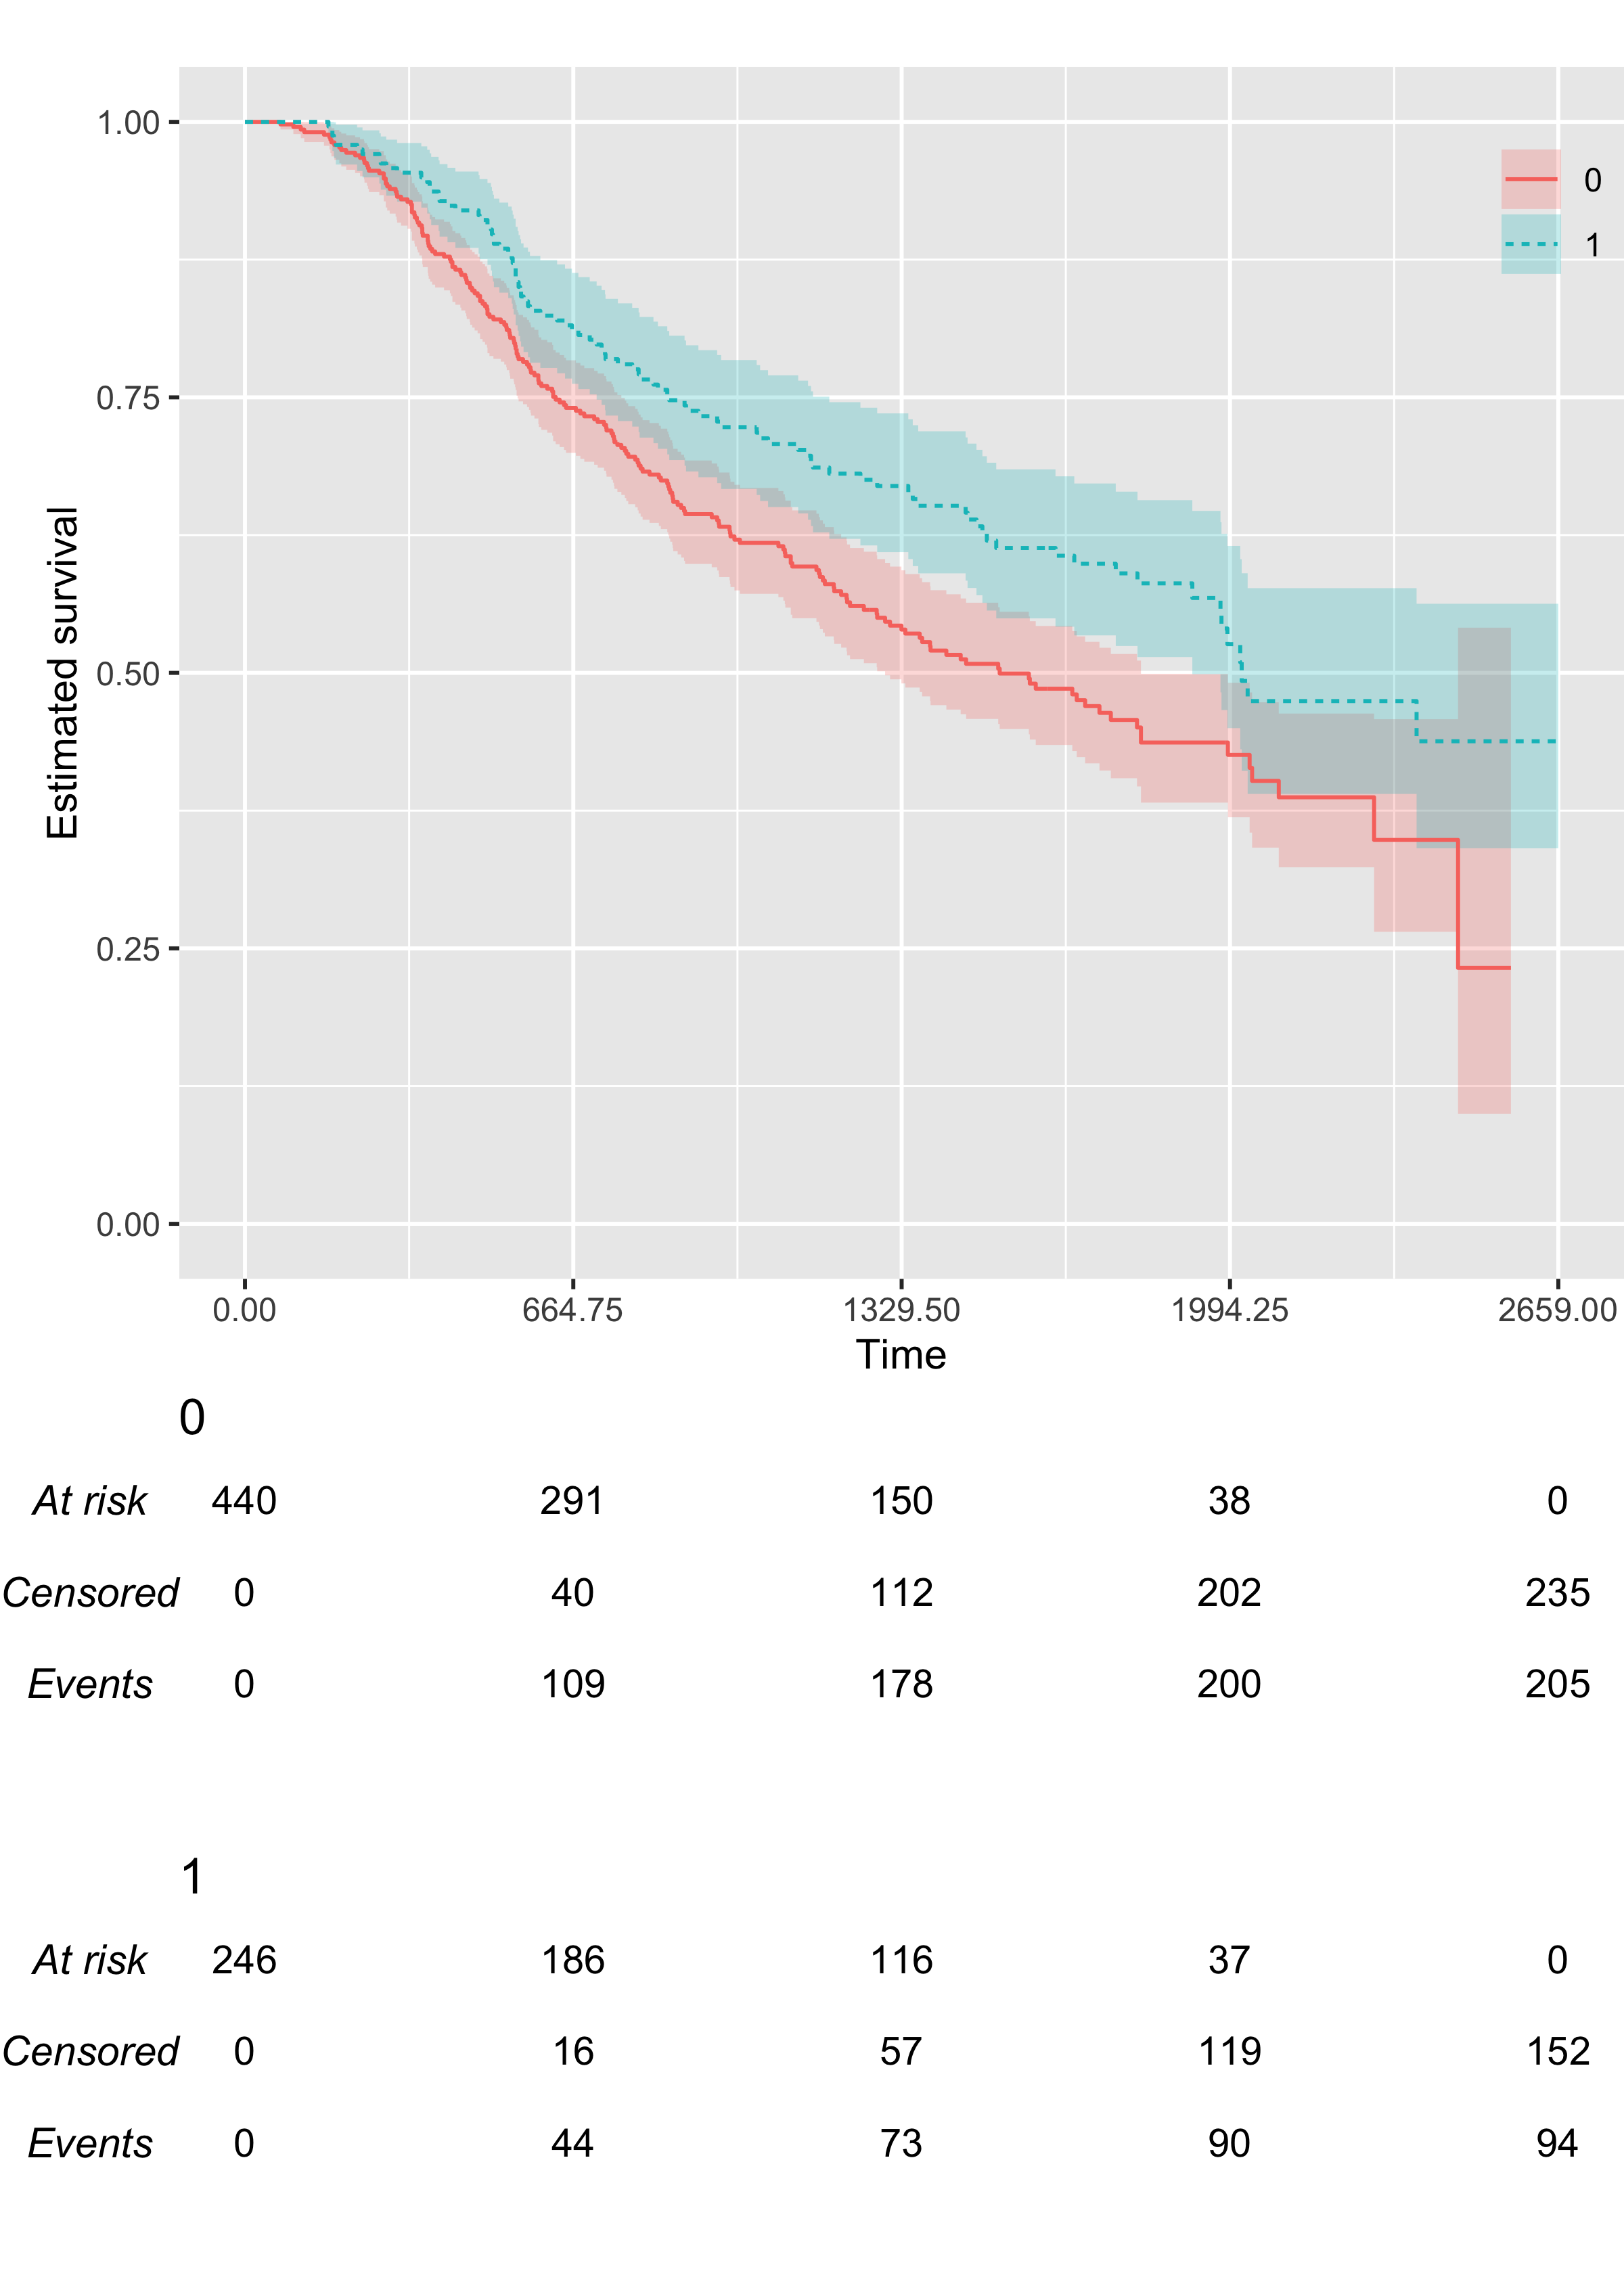 1.00
0.75
0.50
0.25
0.00
Estimated survival
0
1
0.00 664.75 1329.50 1994.25 2659.00
Time
0
At risk 440 291 150 38 0
Censored 0 40 112 202 235
Events 0 109 178 200 205
1
At risk 246 186 116 37 0
Censored 0 16 57 119 152
Events 0 44 73 90 94